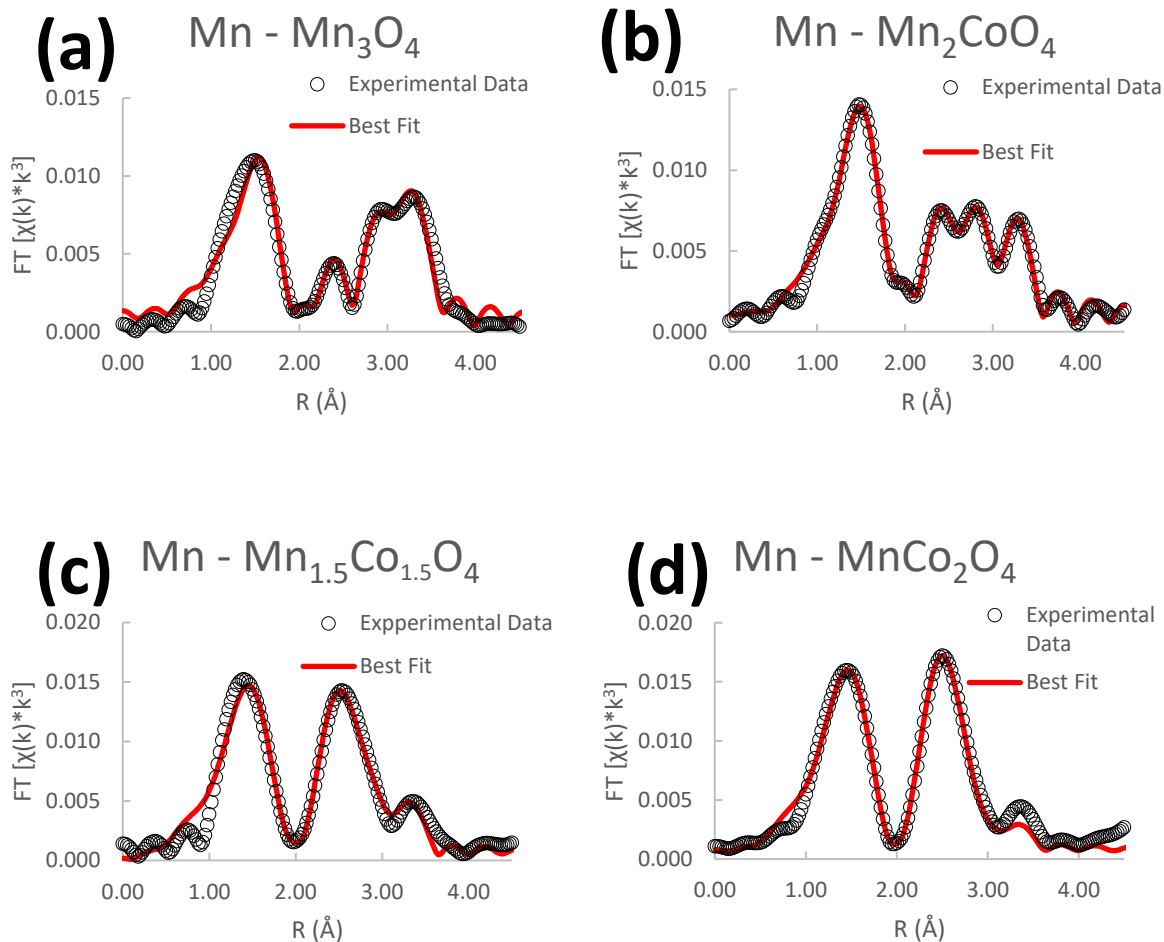 (a) Mn - Mn₃O₄
Experimental Data
Best Fit
FT [χ(k)*k³]
0.015
0.010
0.005
0.000
0.00 1.00 2.00 3.00 4.00
R (Å)
(b) Mn - Mn₂CoO₄
Experimental Data
Best Fit
FT [χ(k)*k³]
0.015
0.010
0.005
0.000
0.00 1.00 2.00 3.00 4.00
R (Å)
(c) Mn - Mn₁.₅Co₁.₅O₄
Expperimental Data
Best Fit
FT [χ(k)*k³]
0.020
0.015
0.010
0.005
0.000
0.00 1.00 2.00 3.00 4.00
R (Å)
(d) Mn - MnCo₂O₄
Experimental
Data
Best Fit
FT [χ(k)*k³]
0.020
0.015
0.010
0.005
0.000
0.00 1.00 2.00 3.00 4.00
R (Å)